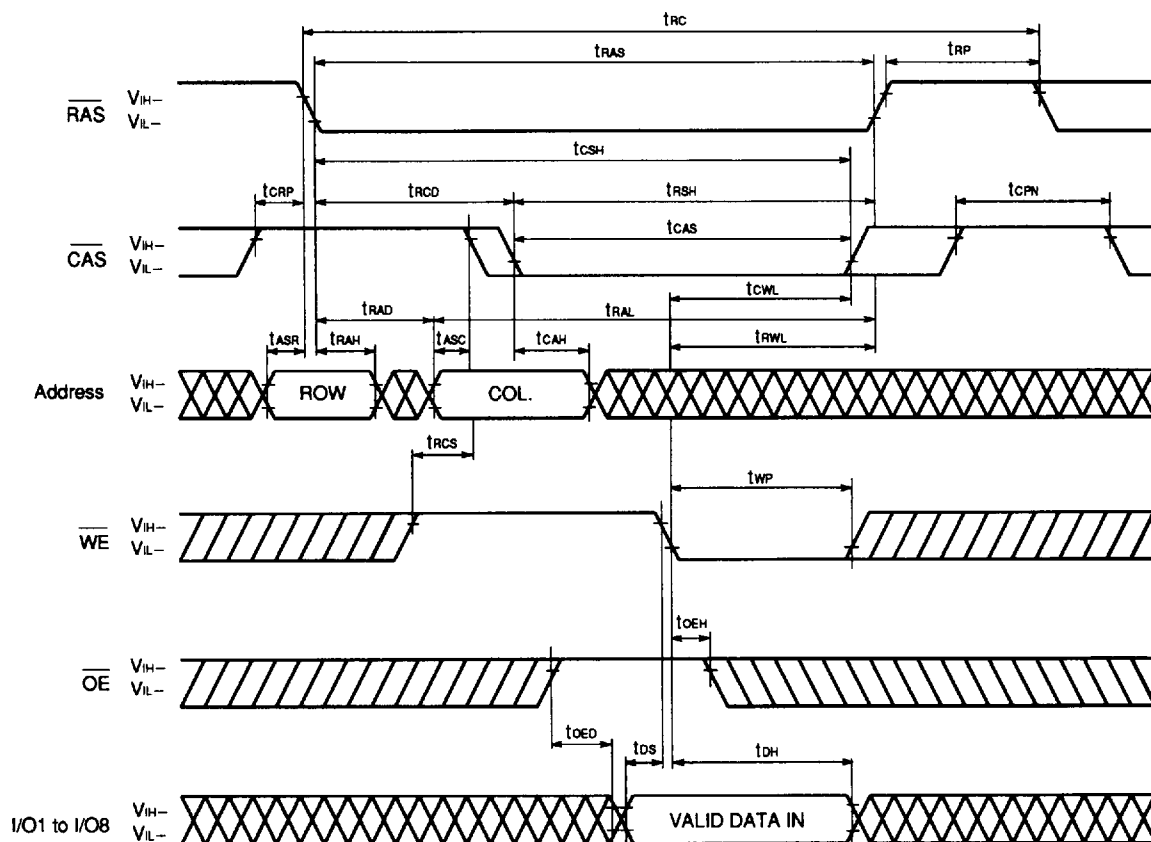 tRC
tRAS
tRP
RAS
VIH–
VIL–
tCSH
tCRP
tRCD
tRSH
tCPN
CAS
VIH–
VIL–
tCAS
tCWL
tRAD
tRAL
tASR
tRAH
tASC
tCAH
tRWL
Address
VIH–
VIL–
ROW
COL.
tRCS
tWP
WE
VIH–
VIL–
tOEH
OE
VIH–
VIL–
tOED
tDS
tDH
I/O1 to I/O8
VIH–
VIL–
VALID DATA IN